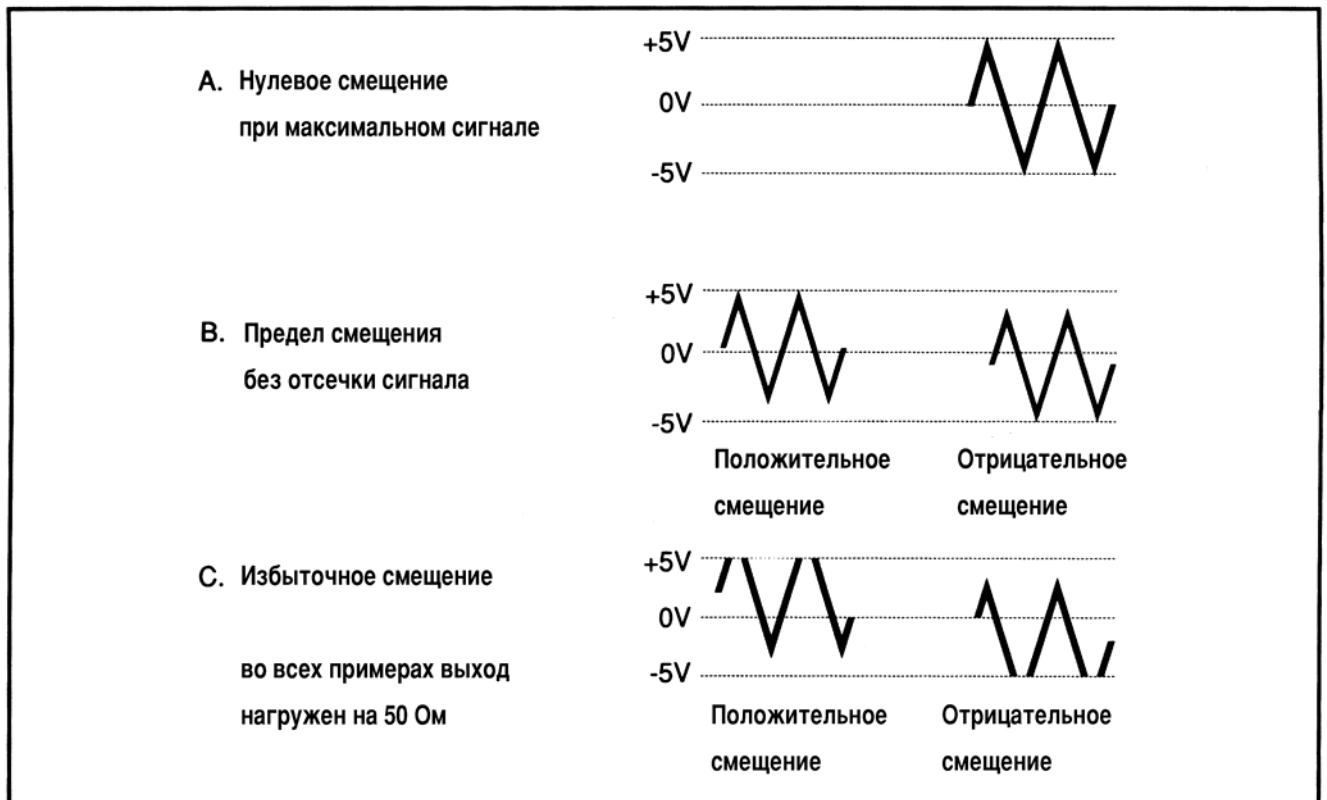 A. Нулевое смещение
при максимальном сигнале
+5V
0V
-5V
B. Предел смещения
без отсечки сигнала
+5V
0V
-5V
Положительное
смещение
Отрицательное
смещение
C. Избыточное смещение
во всех примерах выход
нагружен на 50 Ом
+5V
0V
-5V
Положительное
смещение
Отрицательное
смещение